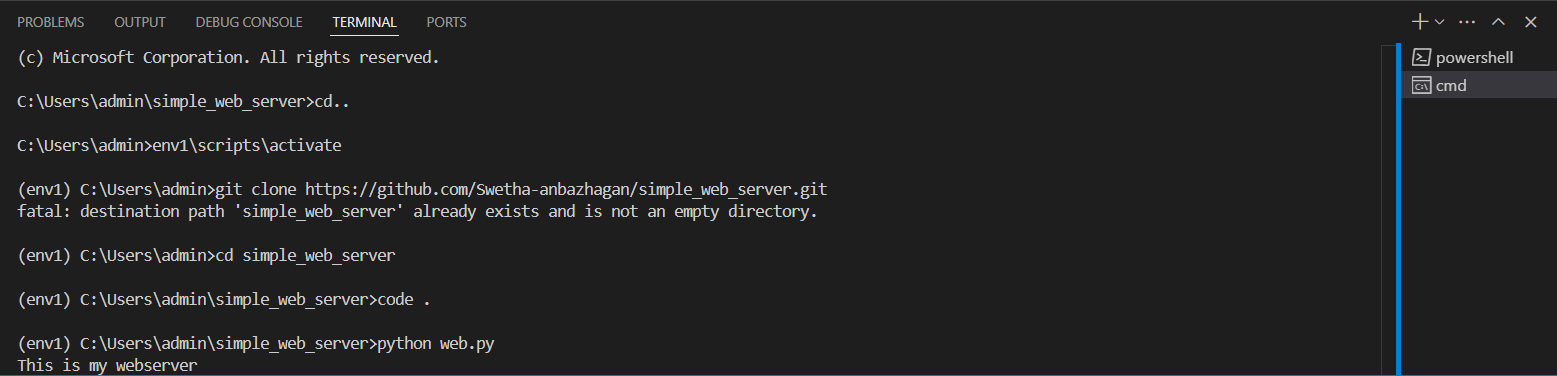 PROBLEMS OUTPUT DEBUG CONSOLE TERMINAL PORTS
(c) Microsoft Corporation. All rights reserved.
powershell
cmd
C:\Users\admin\simple_web_server>cd..
C:\Users\admin>env1\scripts\activate
(env1) C:\Users\admin>git clone https://github.com/Swetha-anbazhagan/simple_web_server.git
fatal: destination path 'simple_web_server' already exists and is not an empty directory.
(env1) C:\Users\admin>cd simple_web_server
(env1) C:\Users\admin\simple_web_server>code .
(env1) C:\Users\admin\simple_web_server>python web.py
This is my webserver